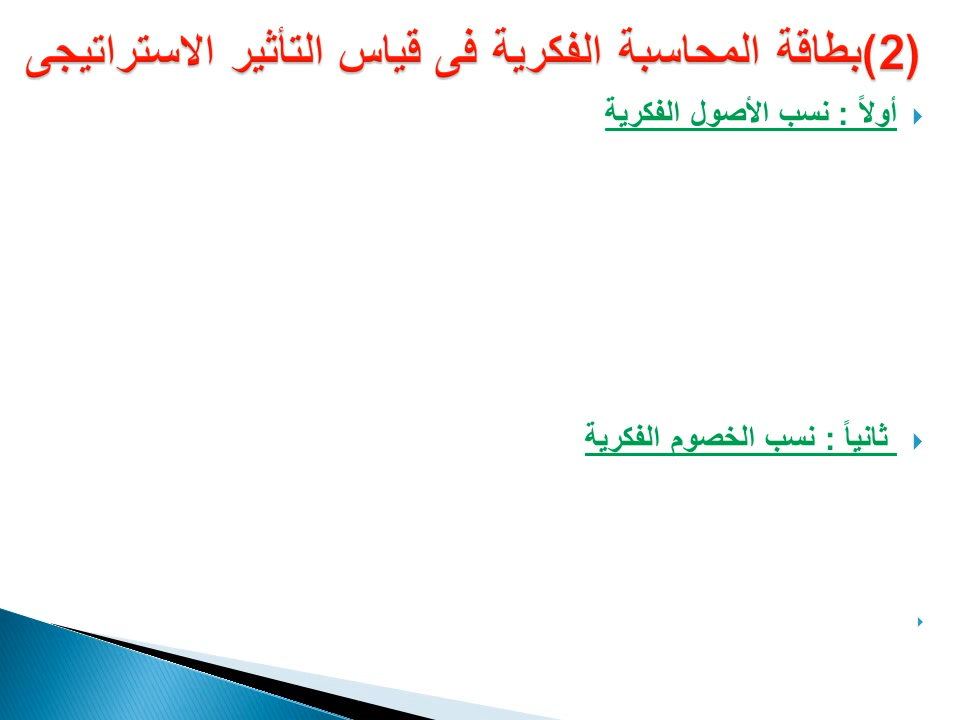 (2)بطاقة المحاسبة الفكرية فى قياس التأثير الاستراتيجى
أولاً : نسب الأصول الفكرية
ثانياً : نسب الخصوم الفكرية